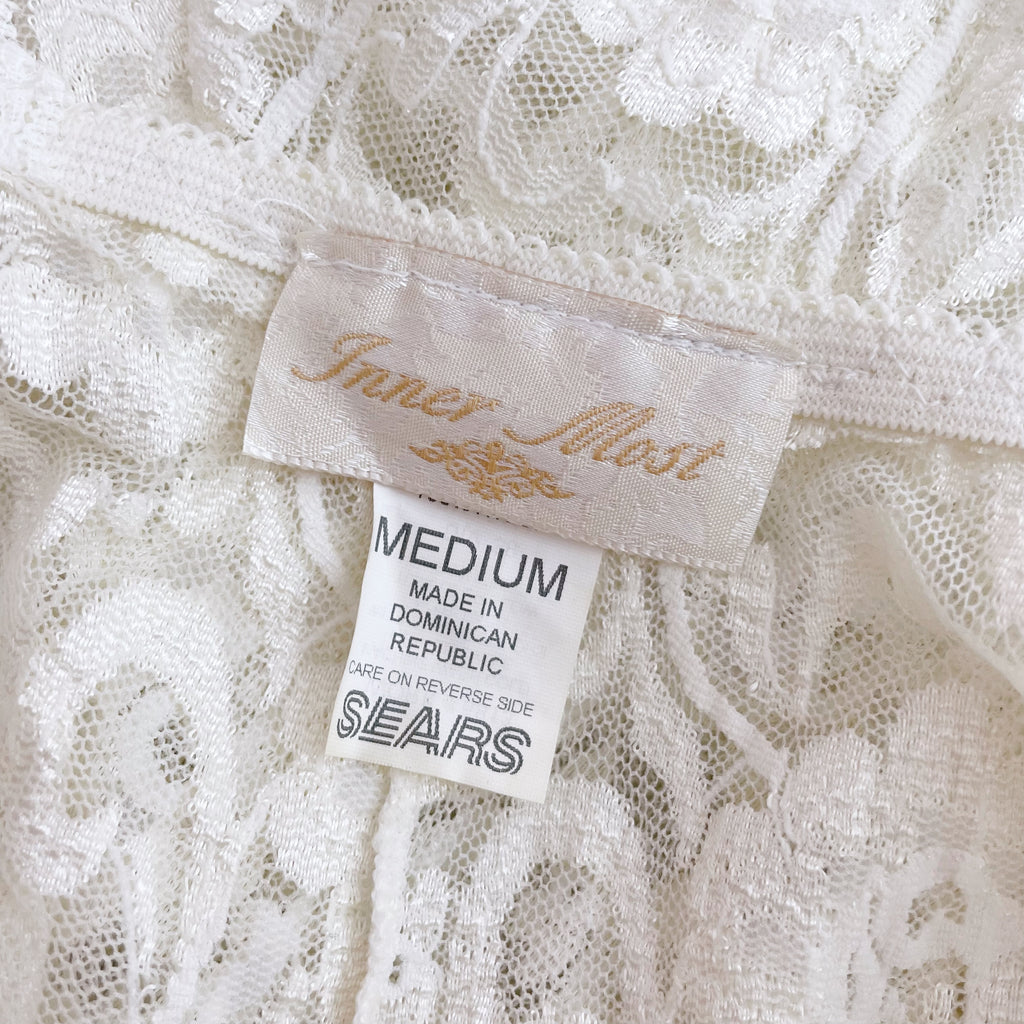 Inner Most
MEDIUM
MADE IN
DOMINICAN
REPUBLIC
CARE ON REVERSE SIDE
SEARS